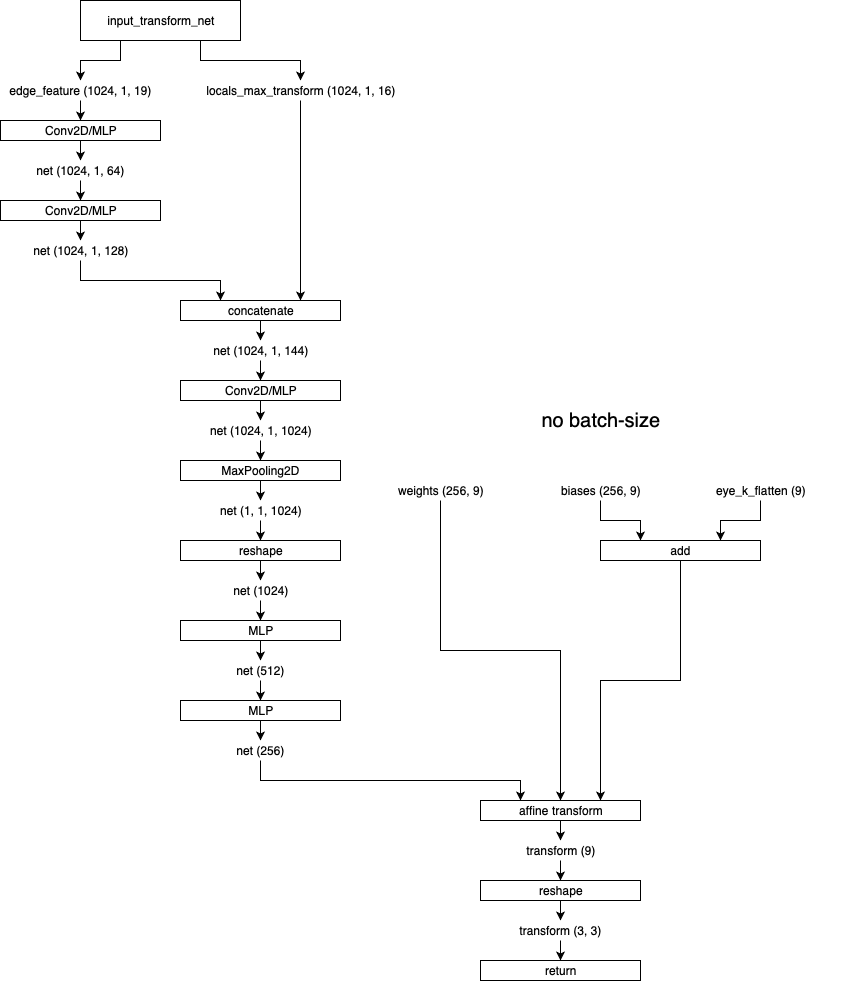 input_transform_net
edge_feature (1024, 1, 19)
locals_max_transform (1024, 1, 16)
Conv2D/MLP
net (1024, 1, 64)
Conv2D/MLP
net (1024, 1, 128)
concatenate
net (1024, 1, 144)
Conv2D/MLP
no batch-size
net (1024, 1, 1024)
MaxPooling2D
weights (256, 9)
biases (256, 9)
eye_k_flatten (9)
net (1, 1, 1024)
reshape
add
net (1024)
MLP
net (512)
MLP
net (256)
affine transform
transform (9)
reshape
transform (3, 3)
return